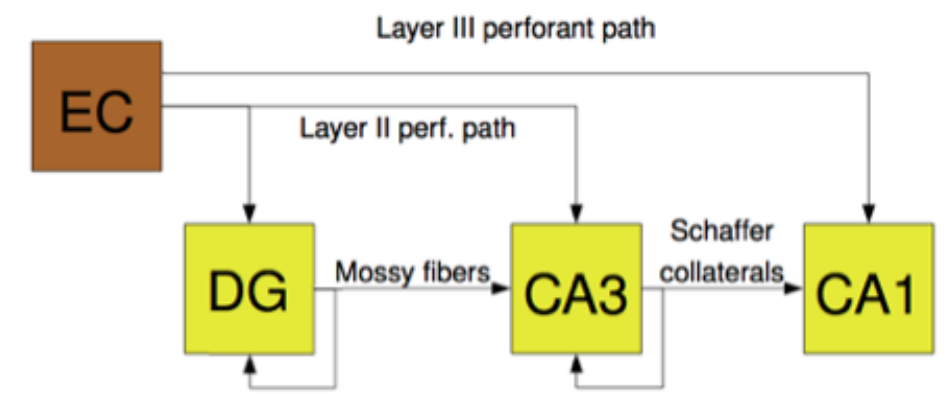 Layer III perforant path
EC
Layer II perf. path
Schaffer
collaterals
Mossy fibers
DG
CA3
CA1